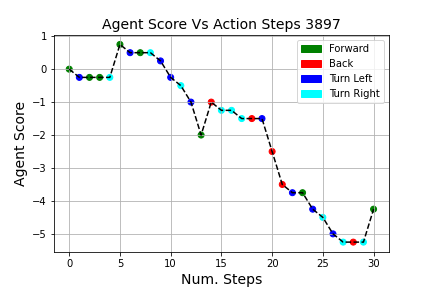 Agent Score Vs Action Steps 3897
Agent Score
1
0
−1
−2
−3
−4
−5
Forward
Back
Turn Left
Turn Right
0 5 10 15 20 25 30
Num. Steps